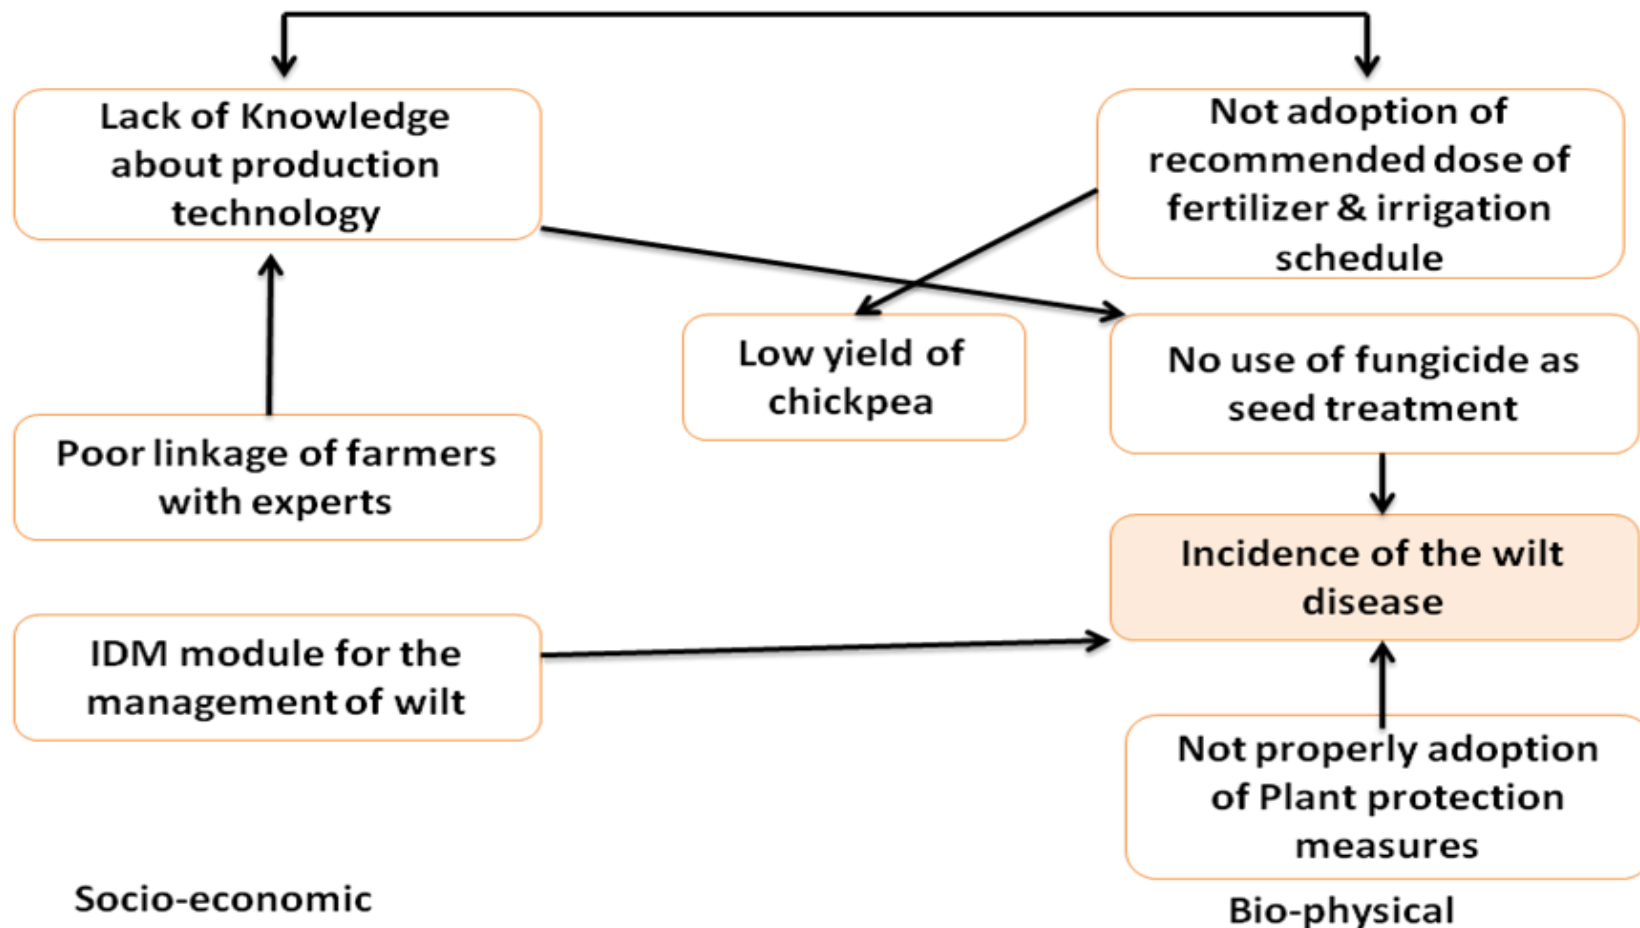 Lack of Knowledge
about production
technology
Not adoption of
recommended dose of
fertilizer & irrigation
schedule
Low yield of
chickpea
No use of fungicide as
seed treatment
Poor linkage of farmers
with experts
Incidence of the wilt
disease
IDM module for the
management of wilt
Not properly adoption
of Plant protection
measures
Socio-economic
Bio-physical